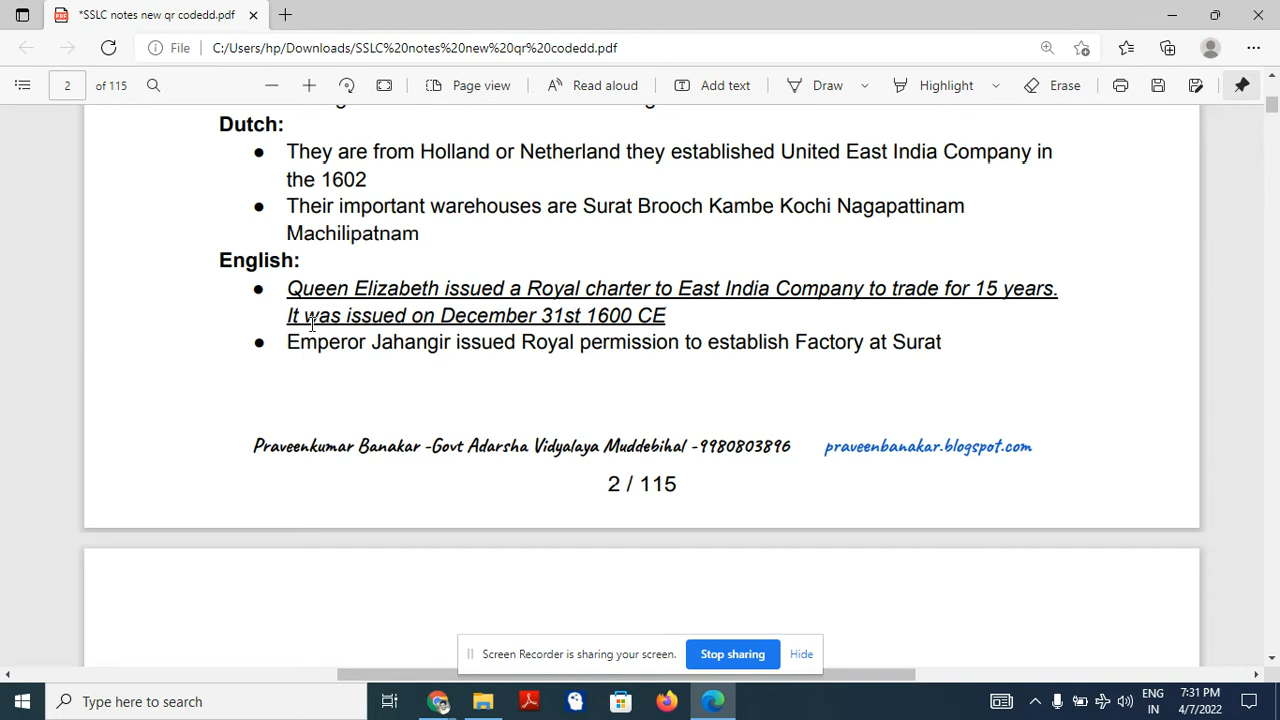 *SSLC notes new qr codedd.pdf
File C:/Users/hp/Downloads/SSLC%20notes%20new%20qr%20codedd.pdf
2 of 115 Page view Read aloud Add text Draw Highlight Erase
Dutch:
● They are from Holland or Netherland they established United East India Company in
the 1602
● Their important warehouses are Surat Brooch Kambe Kochi Nagapattinam
Machilipatnam
English:
● Queen Elizabeth issued a Royal charter to East India Company to trade for 15 years.
It was issued on December 31st 1600 CE
● Emperor Jahangir issued Royal permission to establish Factory at Surat
Praveenkumar Banakar -Govt Adarsha Vidyalaya Muddebihal -9980803896 praveenbanakar.blogspot.com
2 / 115
Screen Recorder is sharing your screen. Stop sharing Hide
Type here to search
ENG
IN
7:31 PM
4/7/2022